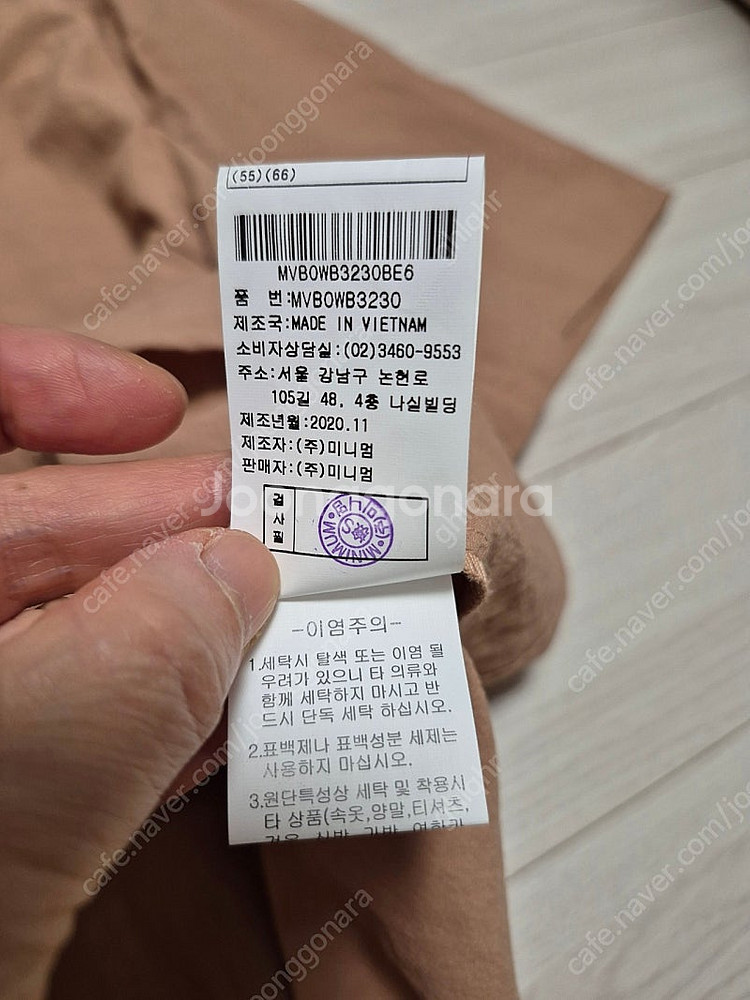 (55)(66)
MVBOWB3230BE6
품 번:MVBOWB3230
제조국:MADE IN VIETNAM
소비자상담실:(02)3460-9553
주소:서울 강남구 논현로
105길 48, 4층 나실빌딩
제조년월:2020.11
제조자:(주)미니멈
판매자:(주)미니멈
검사필
MINIMUM
Joonggonara
-이염주의-
1.세탁시 탈색 또는 이염 될
우려가 있으니 타 의류와
함께 세탁하지 마시고 반
드시 단독 세탁 하십시오.
2.표백제나 표백성분 세제는
사용하지 마십시오.
3.원단특성상 세탁 및 착용시
타 상품(속옷,양말,티셔츠,
cafe.naver.com/joonggonara